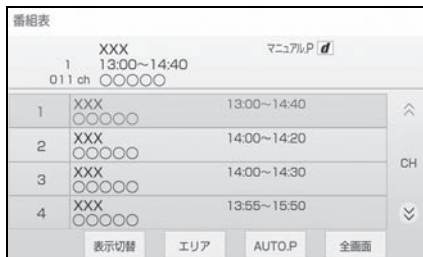 番組表
XXX マニュアル.P d
1 13:00～14:40
011 ch ○○○○○
1 XXX 13:00～14:40
○○○○○
2 XXX 14:00～14:20
○○○○○
CH
3 XXX 14:00～14:30
○○○○○
4 XXX 13:55～15:50
○○○○○
表示切替 エリア AUTO.P 全画面